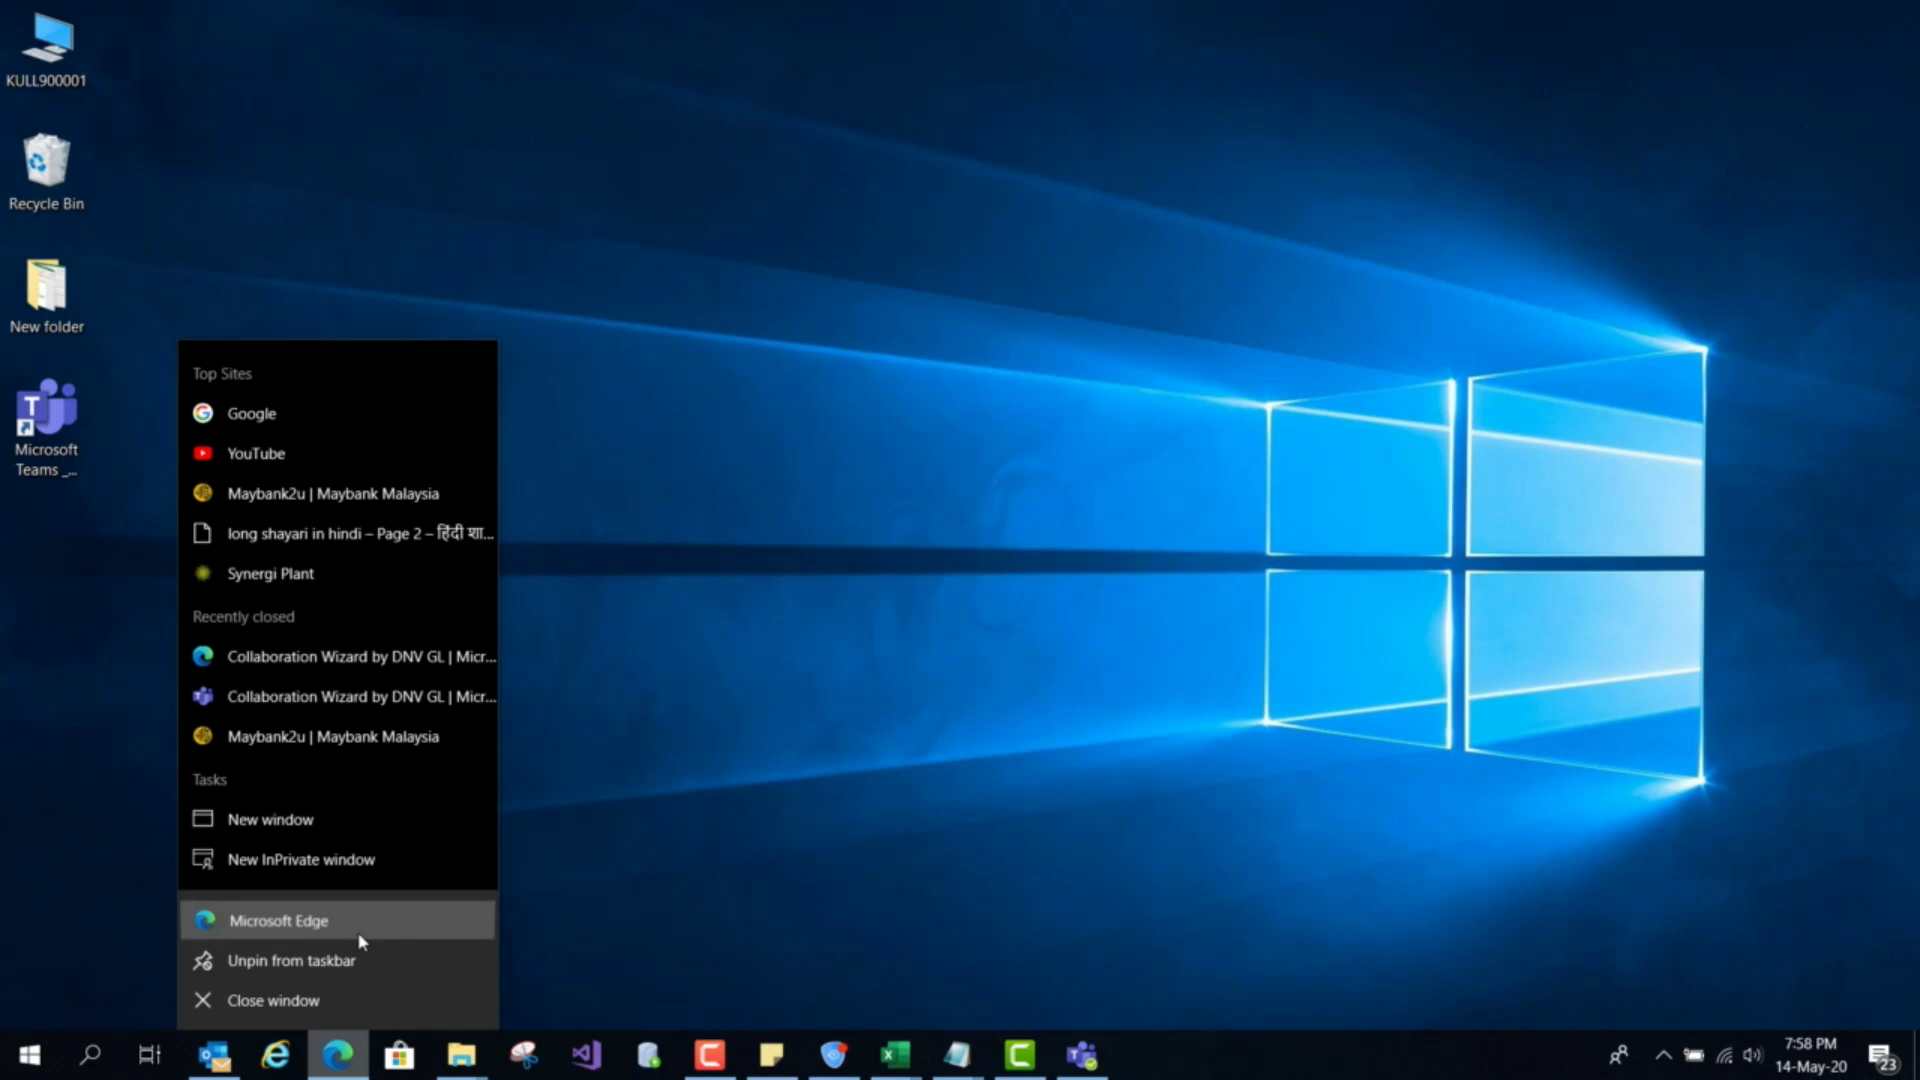 KULL900001
Recycle Bin
New folder
Microsoft
Teams _...
Top Sites
Google
YouTube
Maybank2u | Maybank Malaysia
long shayari in hindi – Page 2 – हिंदी शा...
Synergi Plant
Recently closed
Collaboration Wizard by DNV GL | Micr...
Collaboration Wizard by DNV GL | Micr...
Maybank2u | Maybank Malaysia
Tasks
New window
New InPrivate window
Microsoft Edge
Unpin from taskbar
Close window
7:58 PM
14-May-20
23